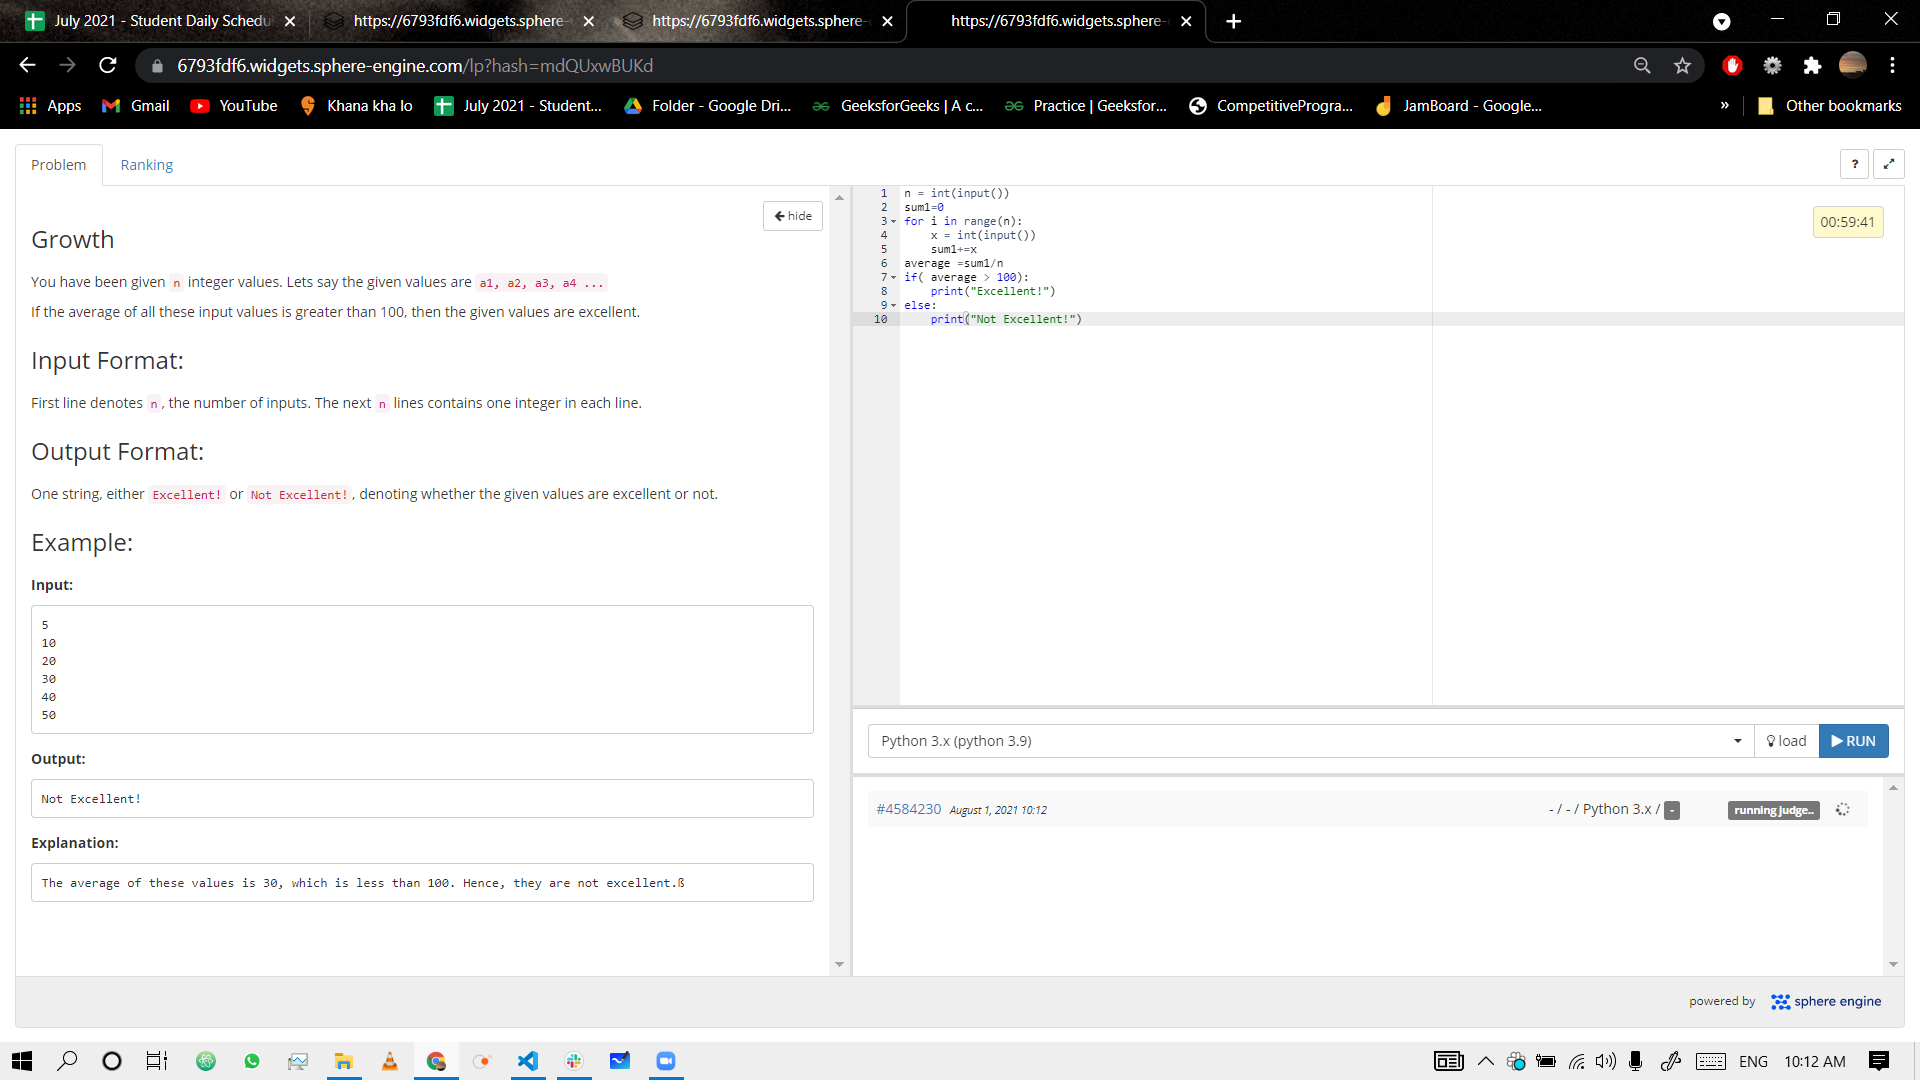 July 2021 - Student Daily Schedu
https://6793fdf6.widgets.sphere-
https://6793fdf6.widgets.sphere-
https://6793fdf6.widgets.sphere-
6793fdf6.widgets.sphere-engine.com/lp?hash=mdQUxwBUKd
Apps Gmail YouTube Khana kha lo July 2021 - Student... Folder - Google Dri... GeeksforGeeks | A c... Practice | Geeksfor... CompetitiveProgra... JamBoard - Google... » Other bookmarks
Problem Ranking ?
hide
Growth
You have been given n integer values. Lets say the given values are a1, a2, a3, a4 ...
If the average of all these input values is greater than 100, then the given values are excellent.
Input Format:
First line denotes n, the number of inputs. The next n lines contains one integer in each line.
Output Format:
One string, either Excellent! or Not Excellent!, denoting whether the given values are excellent or not.
Example:
Input:
5
10
20
30
40
50
Output:
Not Excellent!
Explanation:
The average of these values is 30, which is less than 100. Hence, they are not excellent.ß
1 n = int(input())
2 sum1=0
3 for i in range(n):
4 x = int(input())
5 sum1+=x
6 average =sum1/n
7 if( average > 100):
8 print("Excellent!")
9 else:
10 print("Not Excellent!")
00:59:41
Python 3.x (python 3.9) load RUN
#4584230 August 1, 2021 10:12 - / - / Python 3.x / - running judge..
powered by sphere engine
ENG 10:12 AM